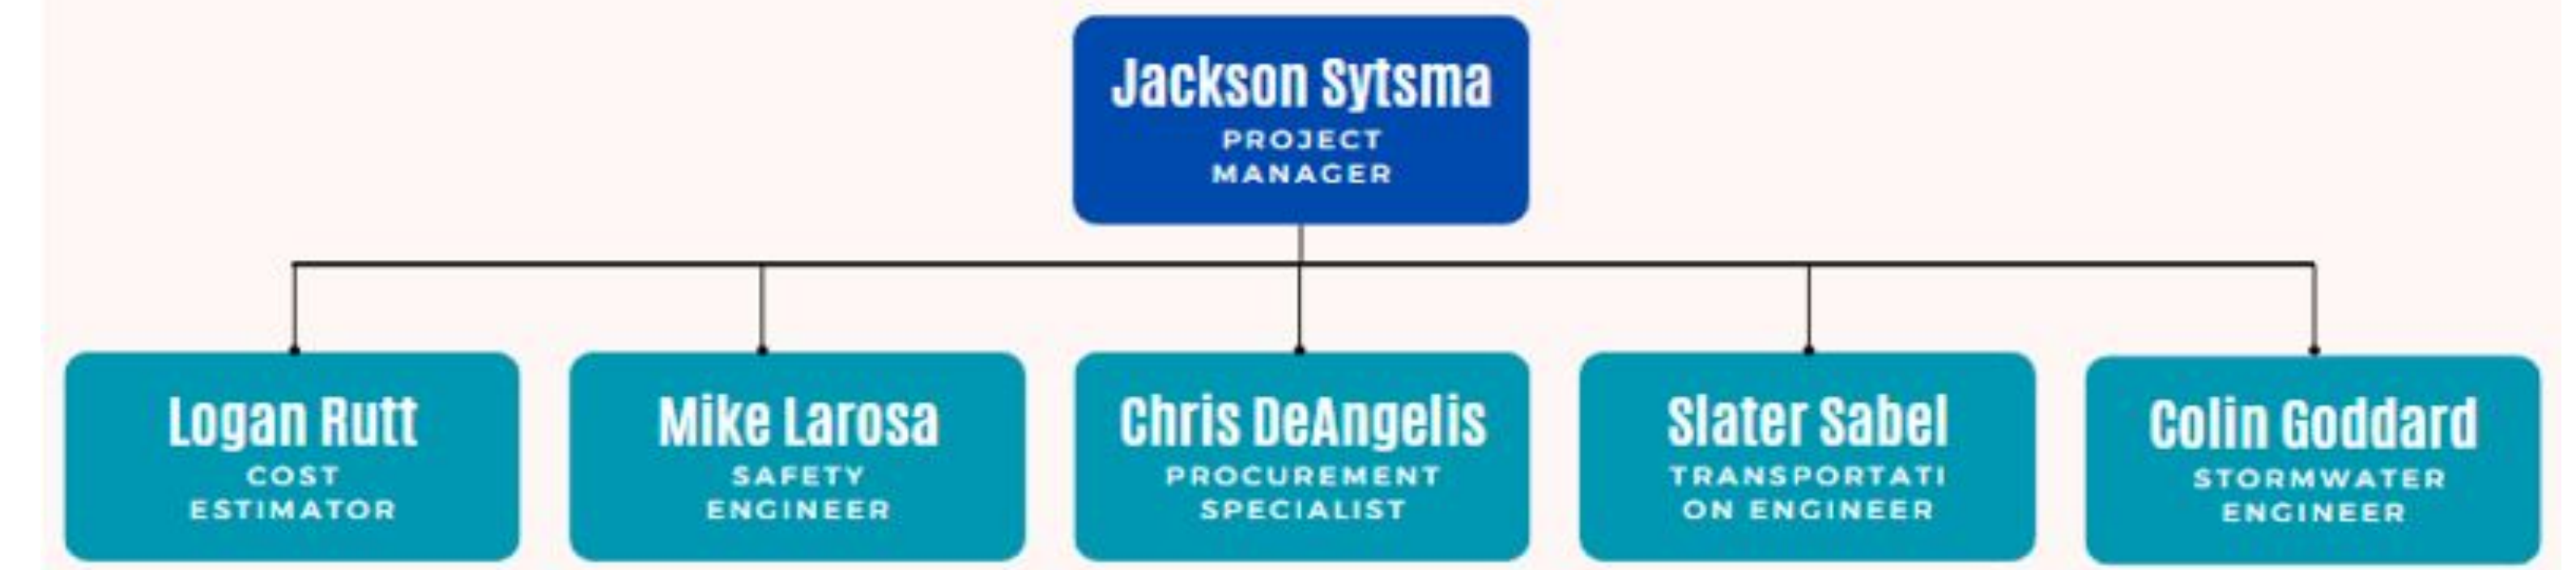 Jackson Sytsma
PROJECT
MANAGER
Logan Rutt
COST
ESTIMATOR
Mike Larosa
SAFETY
ENGINEER
Chris DeAngelis
PROCUREMENT
SPECIALIST
Slater Sabel
TRANSPORTATI
ON ENGINEER
Colin Goddard
STORMWATER
ENGINEER